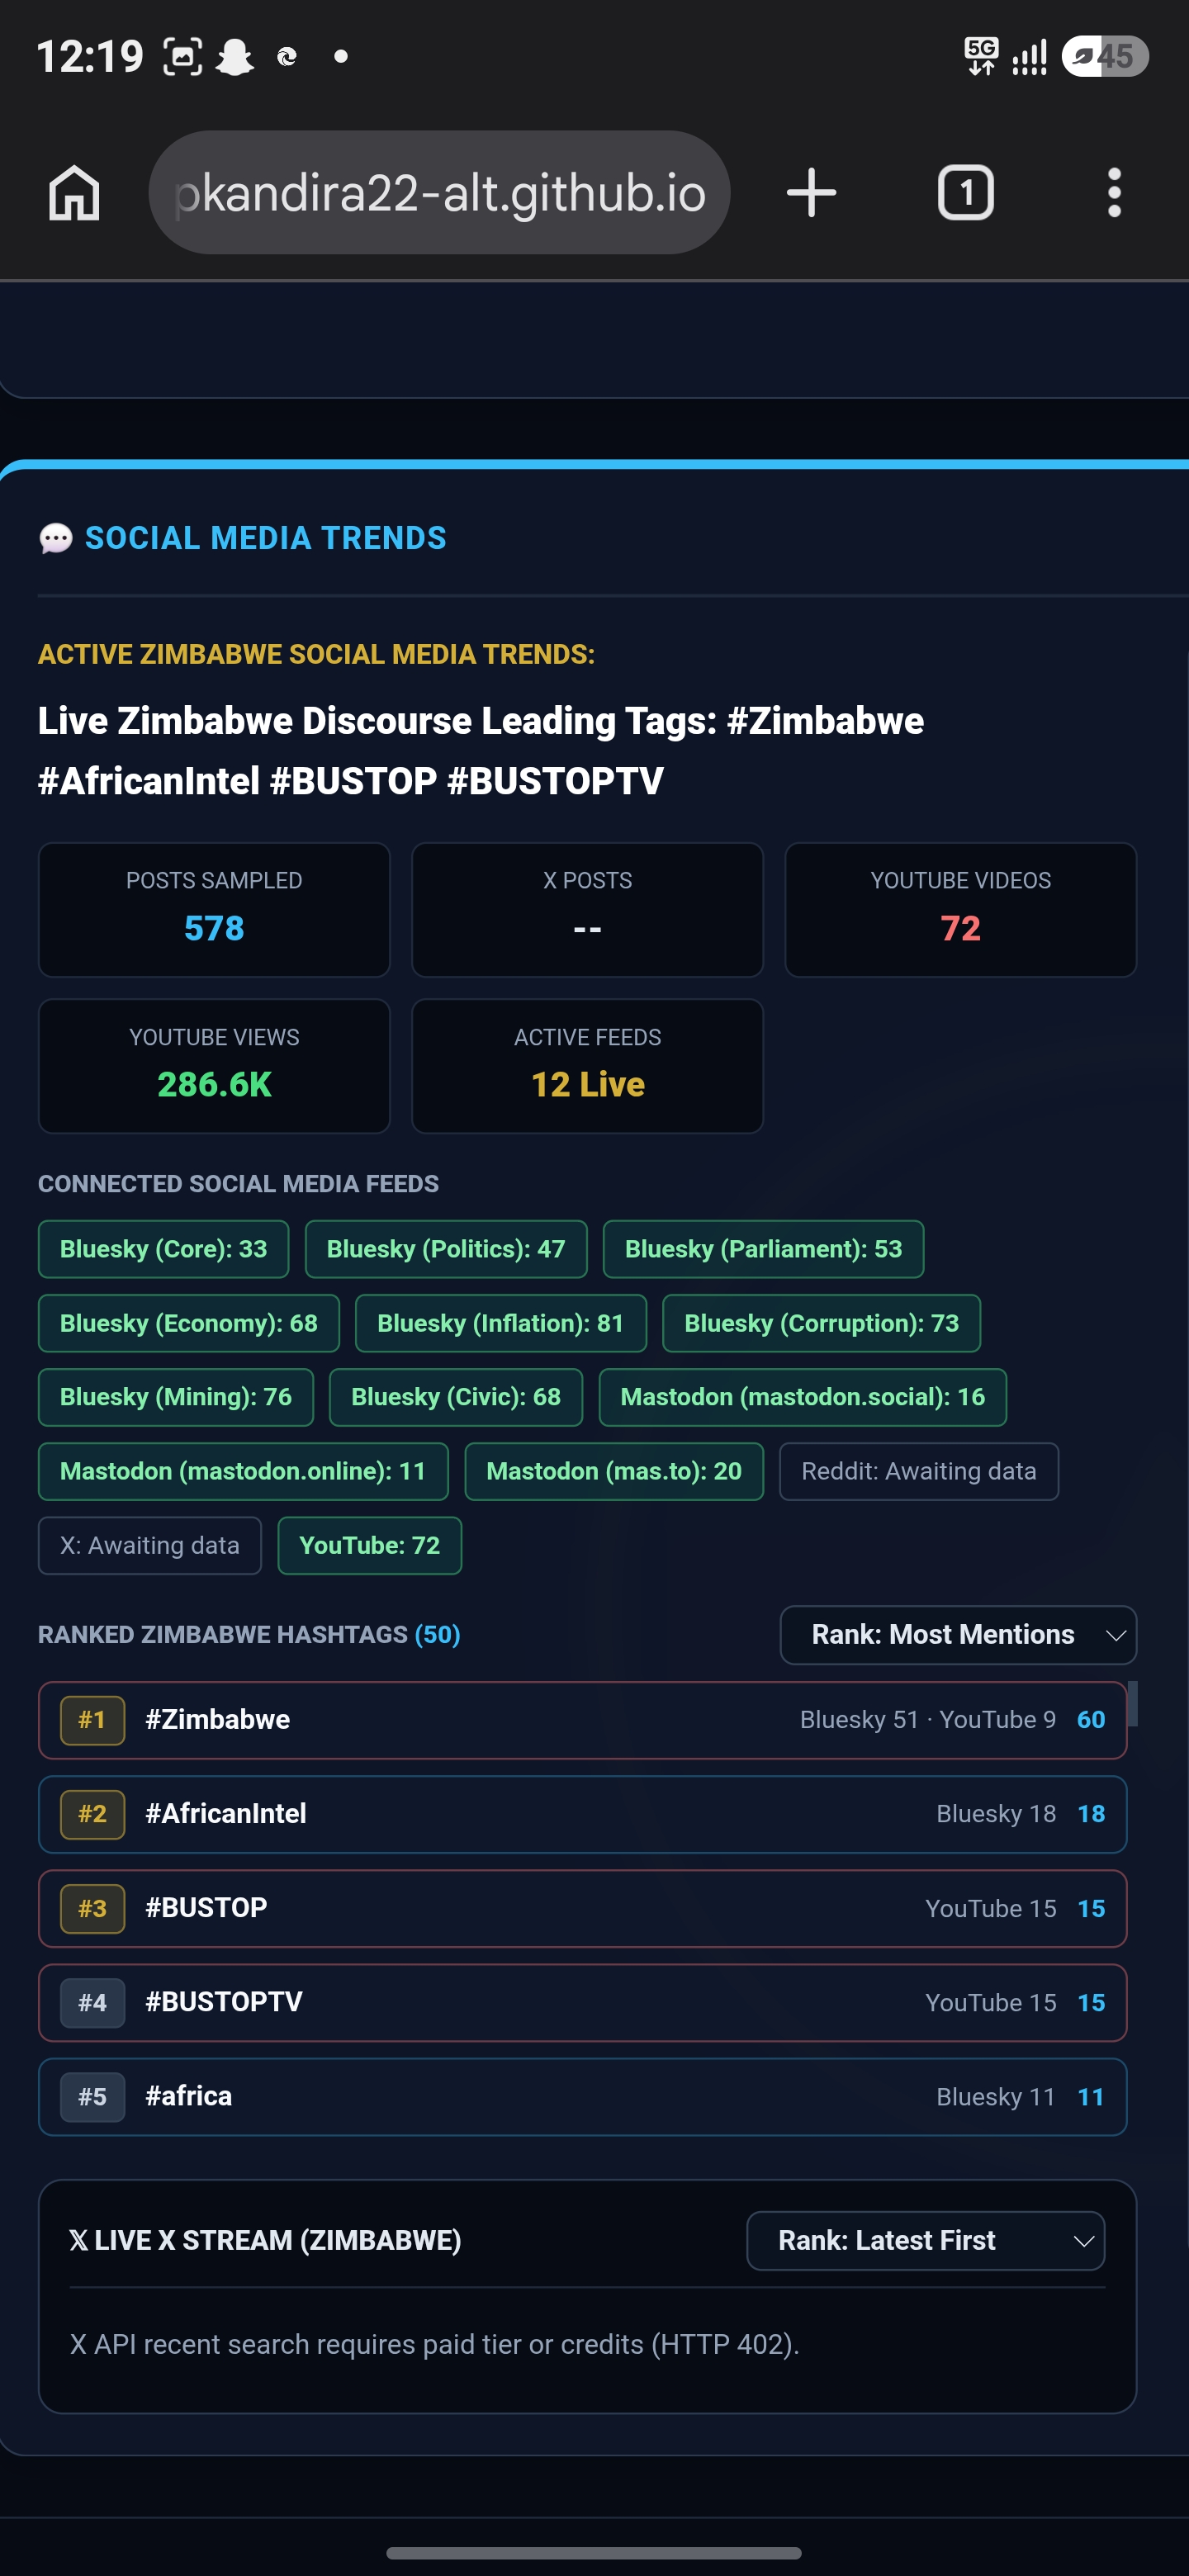 12:19
5G
45
pkandira22-alt.github.io
1
SOCIAL MEDIA TRENDS
ACTIVE ZIMBABWE SOCIAL MEDIA TRENDS:
Live Zimbabwe Discourse Leading Tags: #Zimbabwe
#AfricanIntel #BUSTOP #BUSTOPTV
POSTS SAMPLED
578
X POSTS
--
YOUTUBE VIDEOS
72
YOUTUBE VIEWS
286.6K
ACTIVE FEEDS
12 Live
CONNECTED SOCIAL MEDIA FEEDS
Bluesky (Core): 33
Bluesky (Politics): 47
Bluesky (Parliament): 53
Bluesky (Economy): 68
Bluesky (Inflation): 81
Bluesky (Corruption): 73
Bluesky (Mining): 76
Bluesky (Civic): 68
Mastodon (mastodon.social): 16
Mastodon (mastodon.online): 11
Mastodon (mas.to): 20
Reddit: Awaiting data
X: Awaiting data
YouTube: 72
RANKED ZIMBABWE HASHTAGS (50)
Rank: Most Mentions
#1 #Zimbabwe Bluesky 51 · YouTube 9 60
#2 #AfricanIntel Bluesky 18 18
#3 #BUSTOP YouTube 15 15
#4 #BUSTOPTV YouTube 15 15
#5 #africa Bluesky 11 11
𝕏 LIVE X STREAM (ZIMBABWE)
Rank: Latest First
X API recent search requires paid tier or credits (HTTP 402).